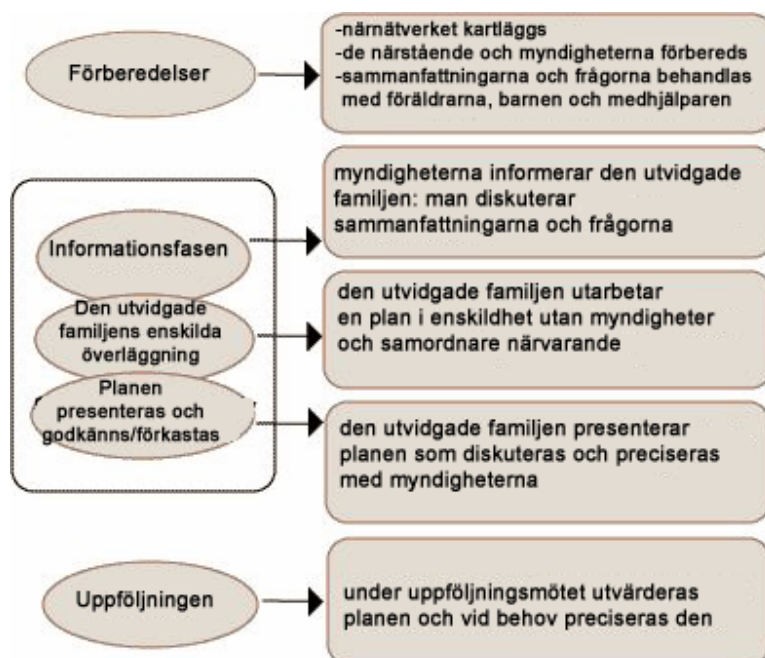 Förberedelser
-närnätverket kartläggs
-de närstående och myndigheterna förbereds
-sammanfattningarna och frågorna behandlas
med föräldrarna, barnen och medhjälparen
Informationsfasen
myndigheterna informerar den utvidgade
familjen: man diskuterar
sammanfattningarna och frågorna
Den utvidgade
familjens enskilda
överläggning
den utvidgade familjen utarbetar
en plan i enskildhet utan myndigheter
och samordnare närvarande
Planen
presenteras och
godkänns/förkastas
den utvidgade familjen presenterar
planen som diskuteras och preciseras
med myndigheterna
Uppföljningen
under uppföljningsmötet utvärderas
planen och vid behov preciseras den